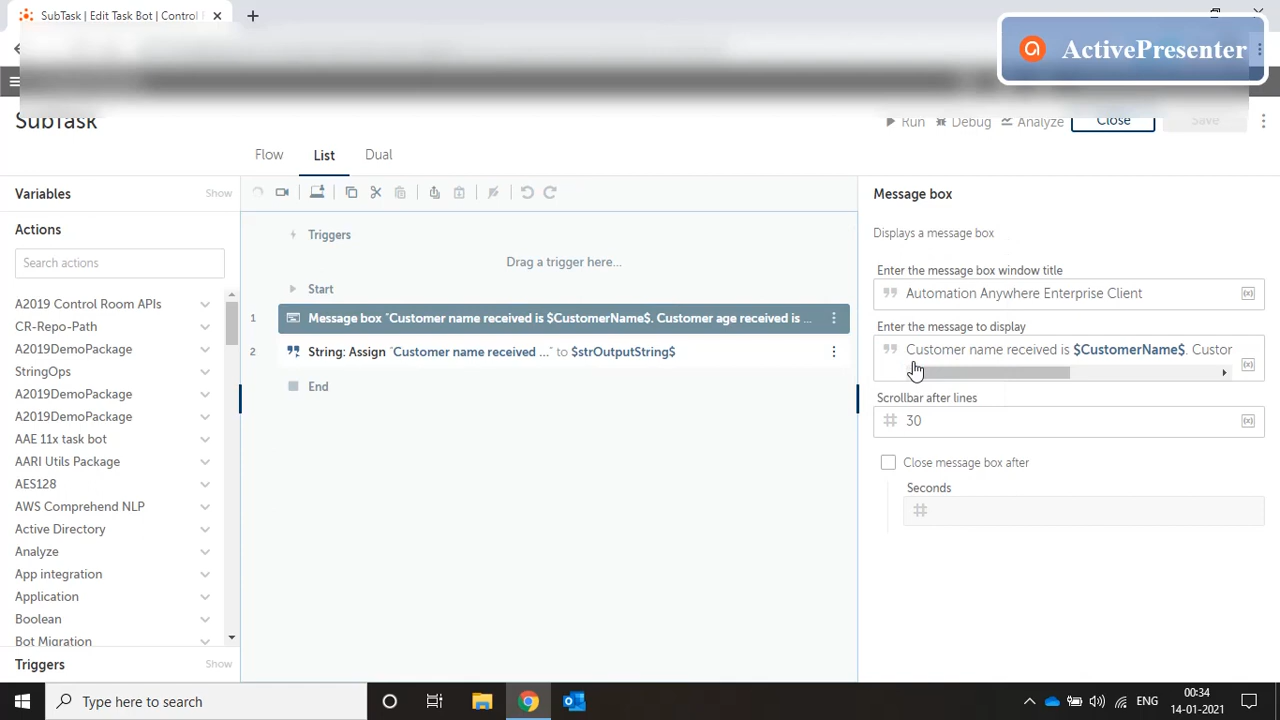 SubTask | Edit Task Bot | Control
ActivePresenter
SubTask
Run
Debug
Analyze
Close
Save
Flow
List
Dual
Variables
Show
Actions
Search actions
A2019 Control Room APIs
CR-Repo-Path
A2019DemoPackage
StringOps
A2019DemoPackage
A2019DemoPackage
AAE 11x task bot
AARI Utils Package
AES128
AWS Comprehend NLP
Active Directory
Analyze
App integration
Application
Boolean
Bot Migration
Triggers
Show
Triggers
Drag a trigger here...
Start
1 Message box "Customer name received is $CustomerName$. Customer age received is ...
2 String: Assign "Customer name received ..." to $strOutputString$
End
Message box
Displays a message box
Enter the message box window title
Automation Anywhere Enterprise Client
Enter the message to display
Customer name received is $CustomerName$. Custor
Scrollbar after lines
30
Close message box after
Seconds
Type here to search
ENG
00:34
14-01-2021